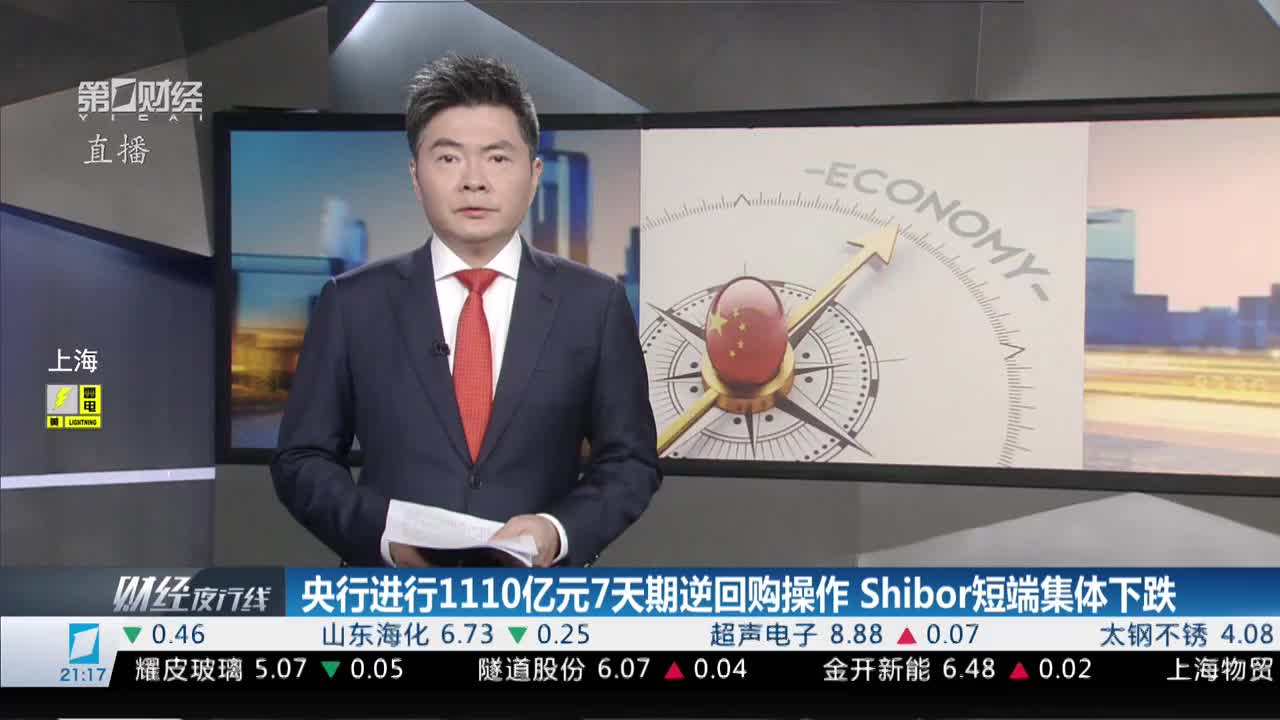 第一财经
YICAI
直播
ECONOMY
上海
电
黄
LIGHTNING
财经夜行线
央行进行1110亿元7天期逆回购操作 Shibor短端集体下跌
▼ 0.46 山东海化 6.73 ▼ 0.25 超声电子 8.88 ▲ 0.07 太钢不锈 4.08
21:17
耀皮玻璃 5.07 ▼ 0.05 隧道股份 6.07 ▲ 0.04 金开新能 6.48 ▲ 0.02 上海物贸